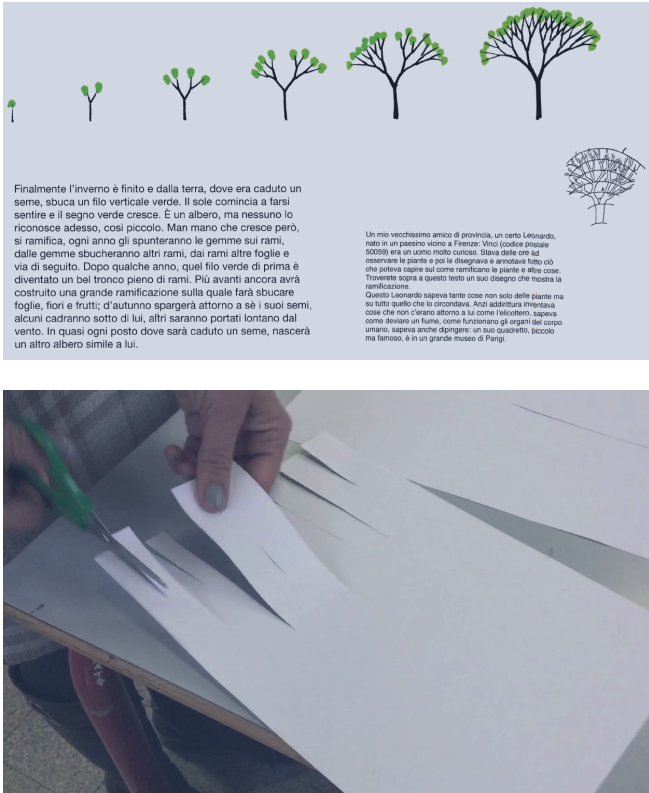 Finalmente l'inverno è finito e dalla terra, dove era caduto un
seme, sbuca un filo verticale verde. Il sole comincia a farsi
sentire e il segno verde cresce. È un albero, ma nessuno lo
riconosce adesso, così piccolo. Man mano che cresce però,
si ramifica, ogni anno gli spunteranno le gemme sui rami,
dalle gemme sbucheranno altri rami, dai rami altre foglie e
via di seguito. Dopo qualche anno, quel filo verde di prima è
diventato un bel tronco pieno di rami. Più avanti ancora avrà
costruito una grande ramificazione sulla quale farà sbucare
foglie, fiori e frutti; d'autunno spargerà attorno a sè i suoi semi,
alcuni cadranno sotto di lui, altri saranno portati lontano dal
vento. In quasi ogni posto dove sarà caduto un seme, nascerà
un altro albero simile a lui.
Un mio vecchissimo amico di provincia, un certo Leonardo,
nato in un paesino vicino a Firenze: Vinci (codice postale
50059) era un uomo molto curioso. Stava delle ore ad
osservare le piante e poi le disegnava e annotava tutto ciò
che poteva capire sul come ramificano le piante e altre cose.
Troverete sopra a questo testo un suo disegno che mostra la
ramificazione.
Questo Leonardo sapeva tante cose non solo delle piante ma
su tutto quello che lo circondava. Anzi addirittura inventava
cose che non c'erano attorno a lui come l'elicottero, sapeva
come deviare un fiume, come funzionano gli organi del corpo
umano, sapeva anche dipingere: un suo quadretto, piccolo
ma famoso, è in un grande museo di Parigi.